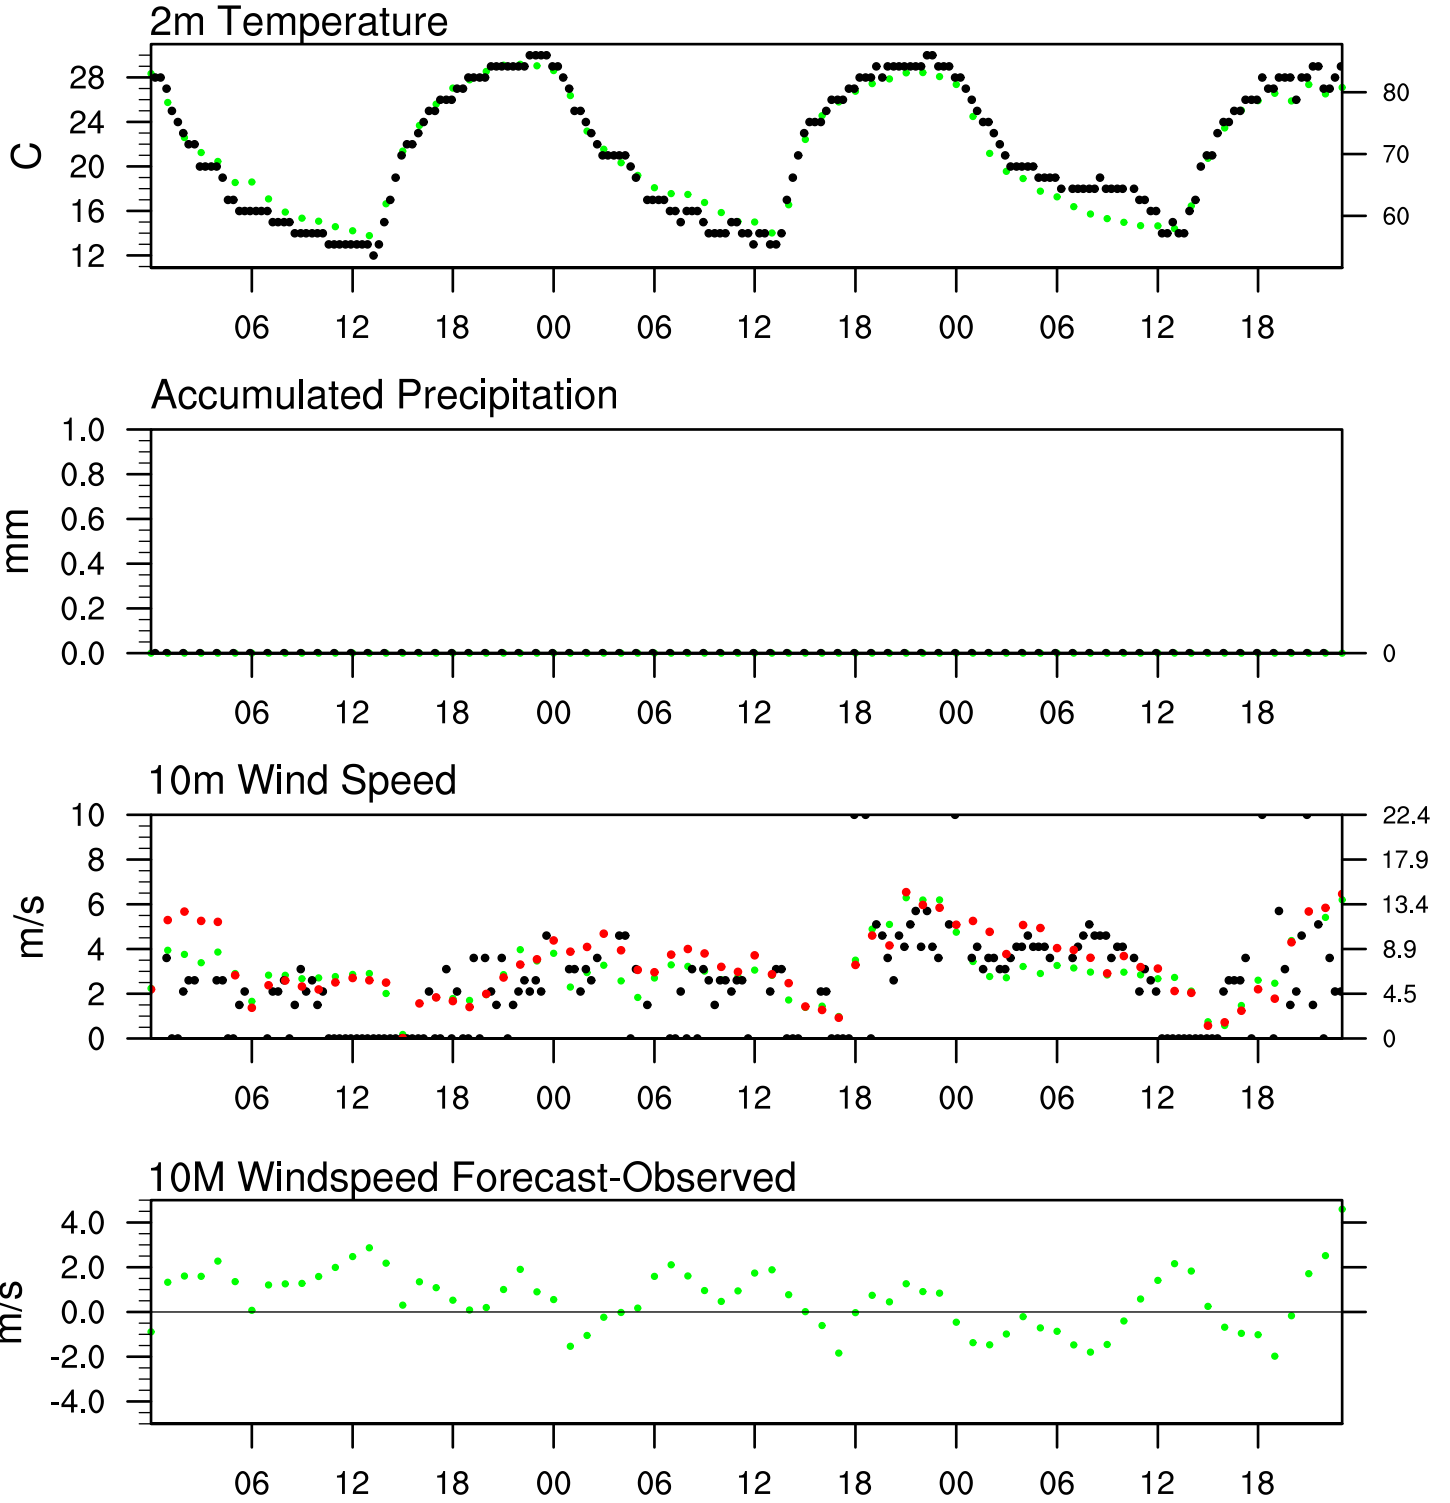 2m Temperature
28
24
20
16
12
C
80
70
60
06 12 18 00 06 12 18 00 06 12 18
Accumulated Precipitation
1.0
0.8
0.6
0.4
0.2
0.0
mm
0
06 12 18 00 06 12 18 00 06 12 18
10m Wind Speed
10
8
6
4
2
0
m/s
22.4
17.9
13.4
8.9
4.5
0
06 12 18 00 06 12 18 00 06 12 18
10M Windspeed Forecast-Observed
4.0
2.0
0.0
-2.0
-4.0
m/s
06 12 18 00 06 12 18 00 06 12 18